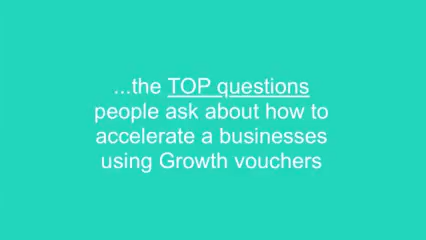 ...the TOP questions
people ask about how to
accelerate a businesses
using Growth vouchers